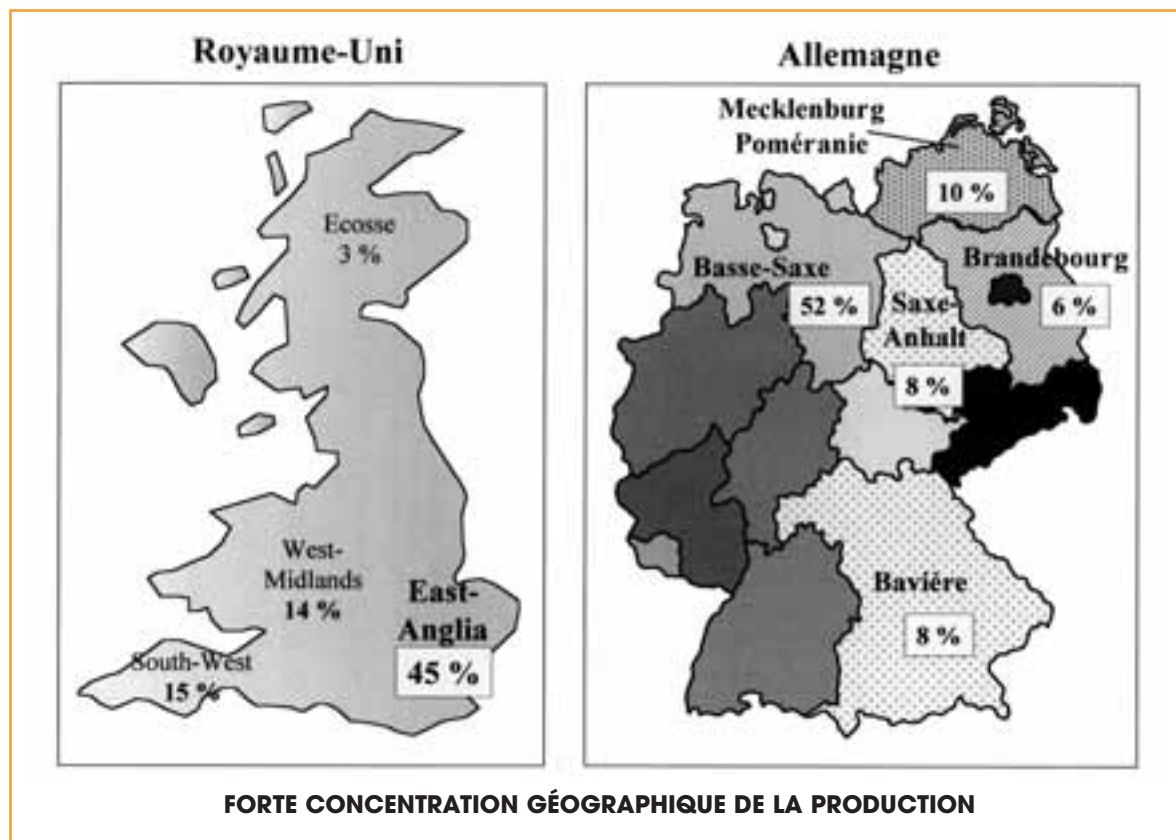 Royaume-Uni
Ecosse
3 %
West-
Midlands
14 %
East-
Anglia
45 %
South-West
15 %
Allemagne
Mecklenburg
Poméranie
10 %
Basse-Saxe
52 %
Brandebourg
6 %
Saxe-
Anhalt
8 %
Bavière
8 %
FORTE CONCENTRATION GÉOGRAPHIQUE DE LA PRODUCTION